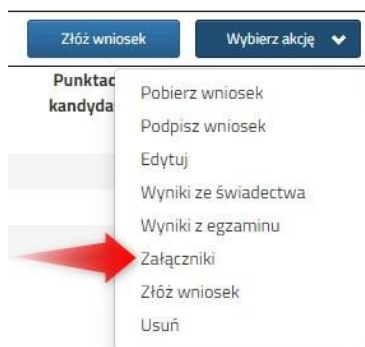 Złóż wniosek Wybierz akcję
Punktac
kandyda
Pobierz wniosek
Podpisz wniosek
Edytuj
Wyniki ze świadectwa
Wyniki z egzaminu
Załączniki
Złóż wniosek
Usuń